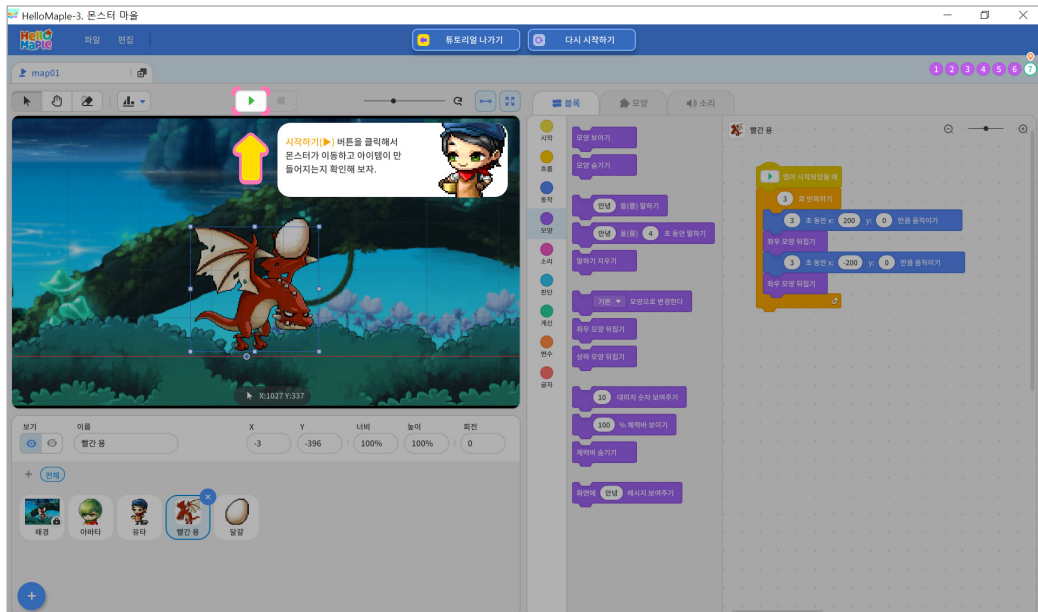 HelloMaple-3. 몬스터 마을
Hello Maple
파일 편집
튜토리얼 나가기
다시 시작하기
map01
1 2 3 4 5 6 7
시작하기(▶) 버튼을 클릭해서
몬스터가 이동하고 아이템이 만
들어지는지 확인해 보자.
X:1027 Y:337
보기 이름 X Y 너비 높이 회전
빨간 용 -3 -396 100% 100% 0
+ 전체
배경 아바타 유타 빨간 용 달걀
+
블록 모양 소리
시작
흐름
동작
모양
소리
판단
계산
변수
글자
모양 보이기
모양 숨기기
안녕 을(를) 말하기
안녕 을(를) 4 초 동안 말하기
말하기 지우기
기본 모양으로 변경한다
좌우 모양 뒤집기
상하 모양 뒤집기
10 대미지 숫자 보여주기
100 % 체력바 보이기
체력바 숨기기
화면에 안녕 메시지 보여주기
빨간 용
맵이 시작되었을 때
3 회 반복하기
3 초 동안 x: 200 y: 0 만큼 움직이기
좌우 모양 뒤집기
3 초 동안 x: -200 y: 0 만큼 움직이기
좌우 모양 뒤집기